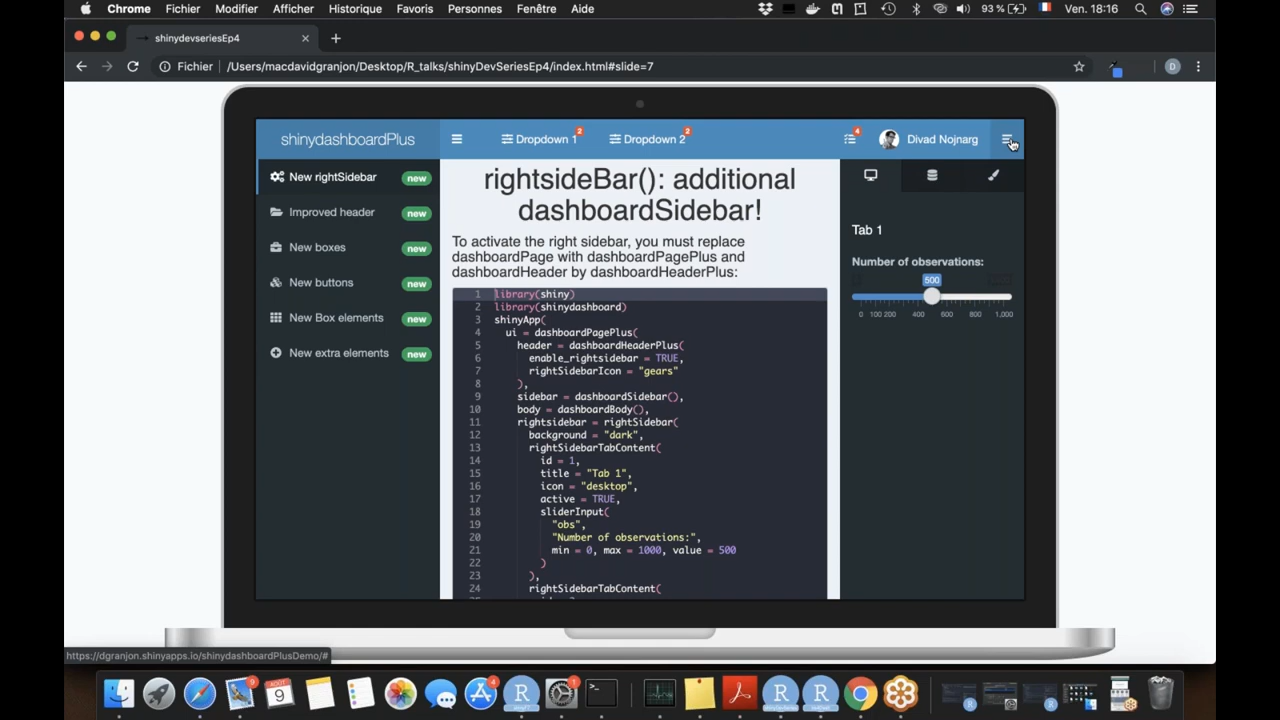 Chrome Fichier Modifier Afficher Historique Favoris Personnes Fenêtre Aide 93 % Ven. 18:16
shinydevseriesEp4
Fichier /Users/macdavidgranjon/Desktop/R_talks/shinyDevSeriesEp4/index.html#slide=7 D
shinydashboardPlus Dropdown 1 2 Dropdown 2 2 4 Divad Nojnarg
New rightSidebar new
Improved header new
New boxes new
New buttons new
New Box elements new
New extra elements new
rightsideBar(): additional
dashboardSidebar!
To activate the right sidebar, you must replace
dashboardPage with dashboardPagePlus and
dashboardHeader by dashboardHeaderPlus:
1 library(shiny)
2 library(shinydashboard)
3 shinyApp(
4 ui = dashboardPagePlus(
5 header = dashboardHeaderPlus(
6 enable_rightsidebar = TRUE,
7 rightSidebarIcon = "gears"
8 ),
9 sidebar = dashboardSidebar(),
10 body = dashboardBody(),
11 rightsidebar = rightSidebar(
12 background = "dark",
13 rightSidebarTabContent(
14 id = 1,
15 title = "Tab 1",
16 icon = "desktop",
17 active = TRUE,
18 sliderInput(
19 "obs",
20 "Number of observations:",
21 min = 0, max = 1000, value = 500
22 )
23 ),
24 rightSidebarTabContent(
Tab 1
Number of observations:
500
0 100 200 400 600 800 1,000
https://dgranjon.shinyapps.io/shinydashboardPlusDemo/#
9 AOÛT 9 4 R 1 R R